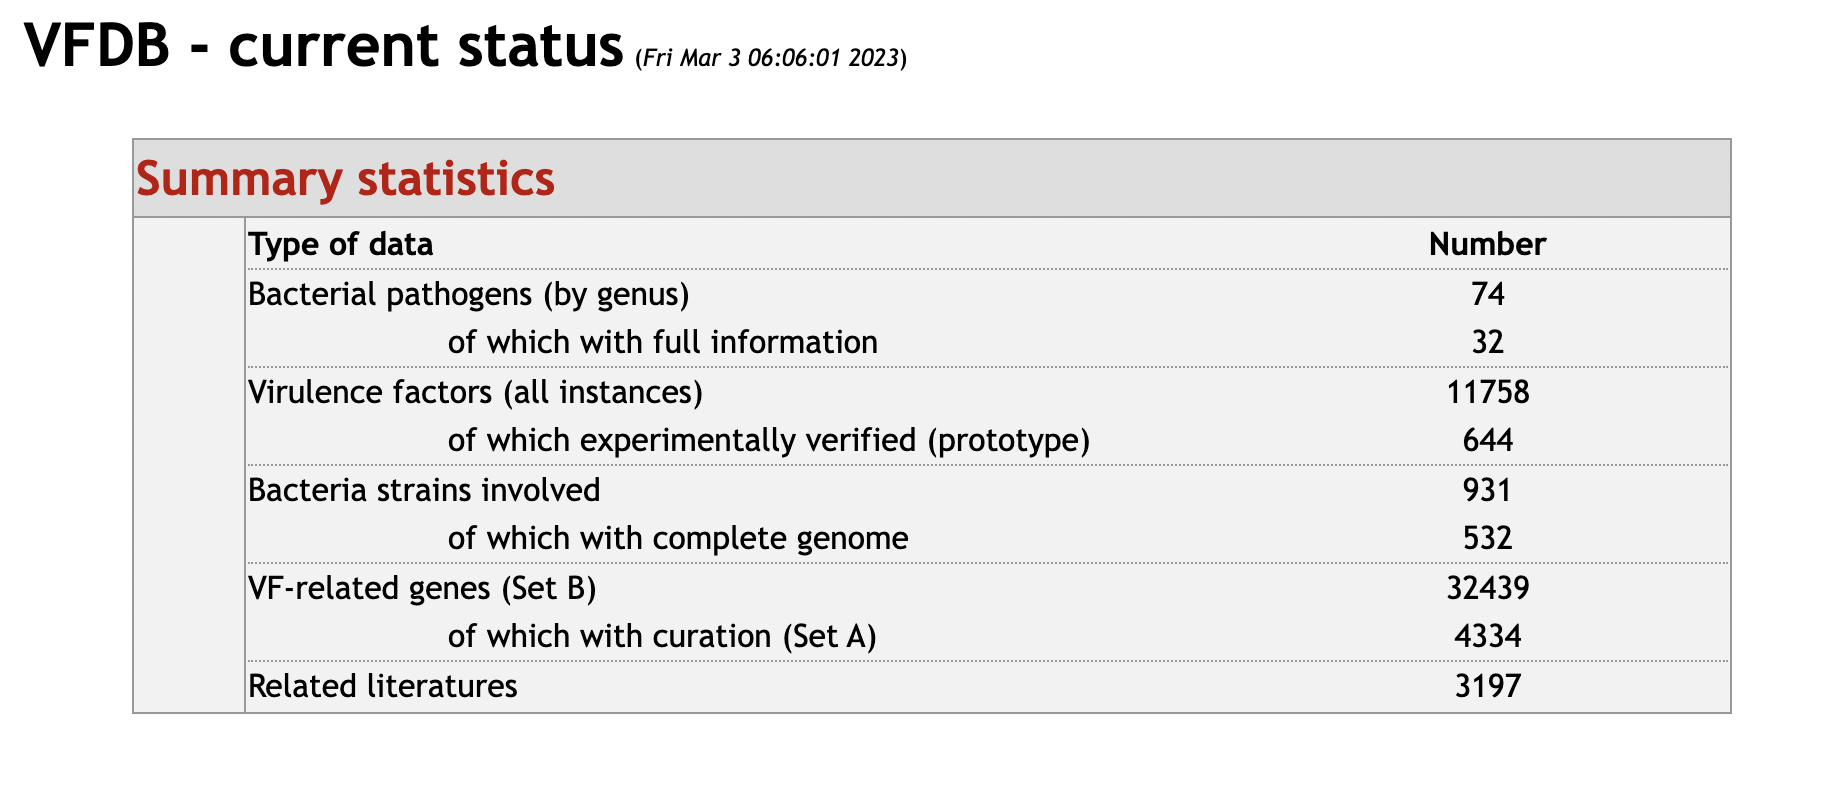 VFDB - current status (Fri Mar 3 06:06:01 2023)
Summary statistics
Type of data Number
Bacterial pathogens (by genus) 74
of which with full information 32
Virulence factors (all instances) 11758
of which experimentally verified (prototype) 644
Bacteria strains involved 931
of which with complete genome 532
VF-related genes (Set B) 32439
of which with curation (Set A) 4334
Related literatures 3197